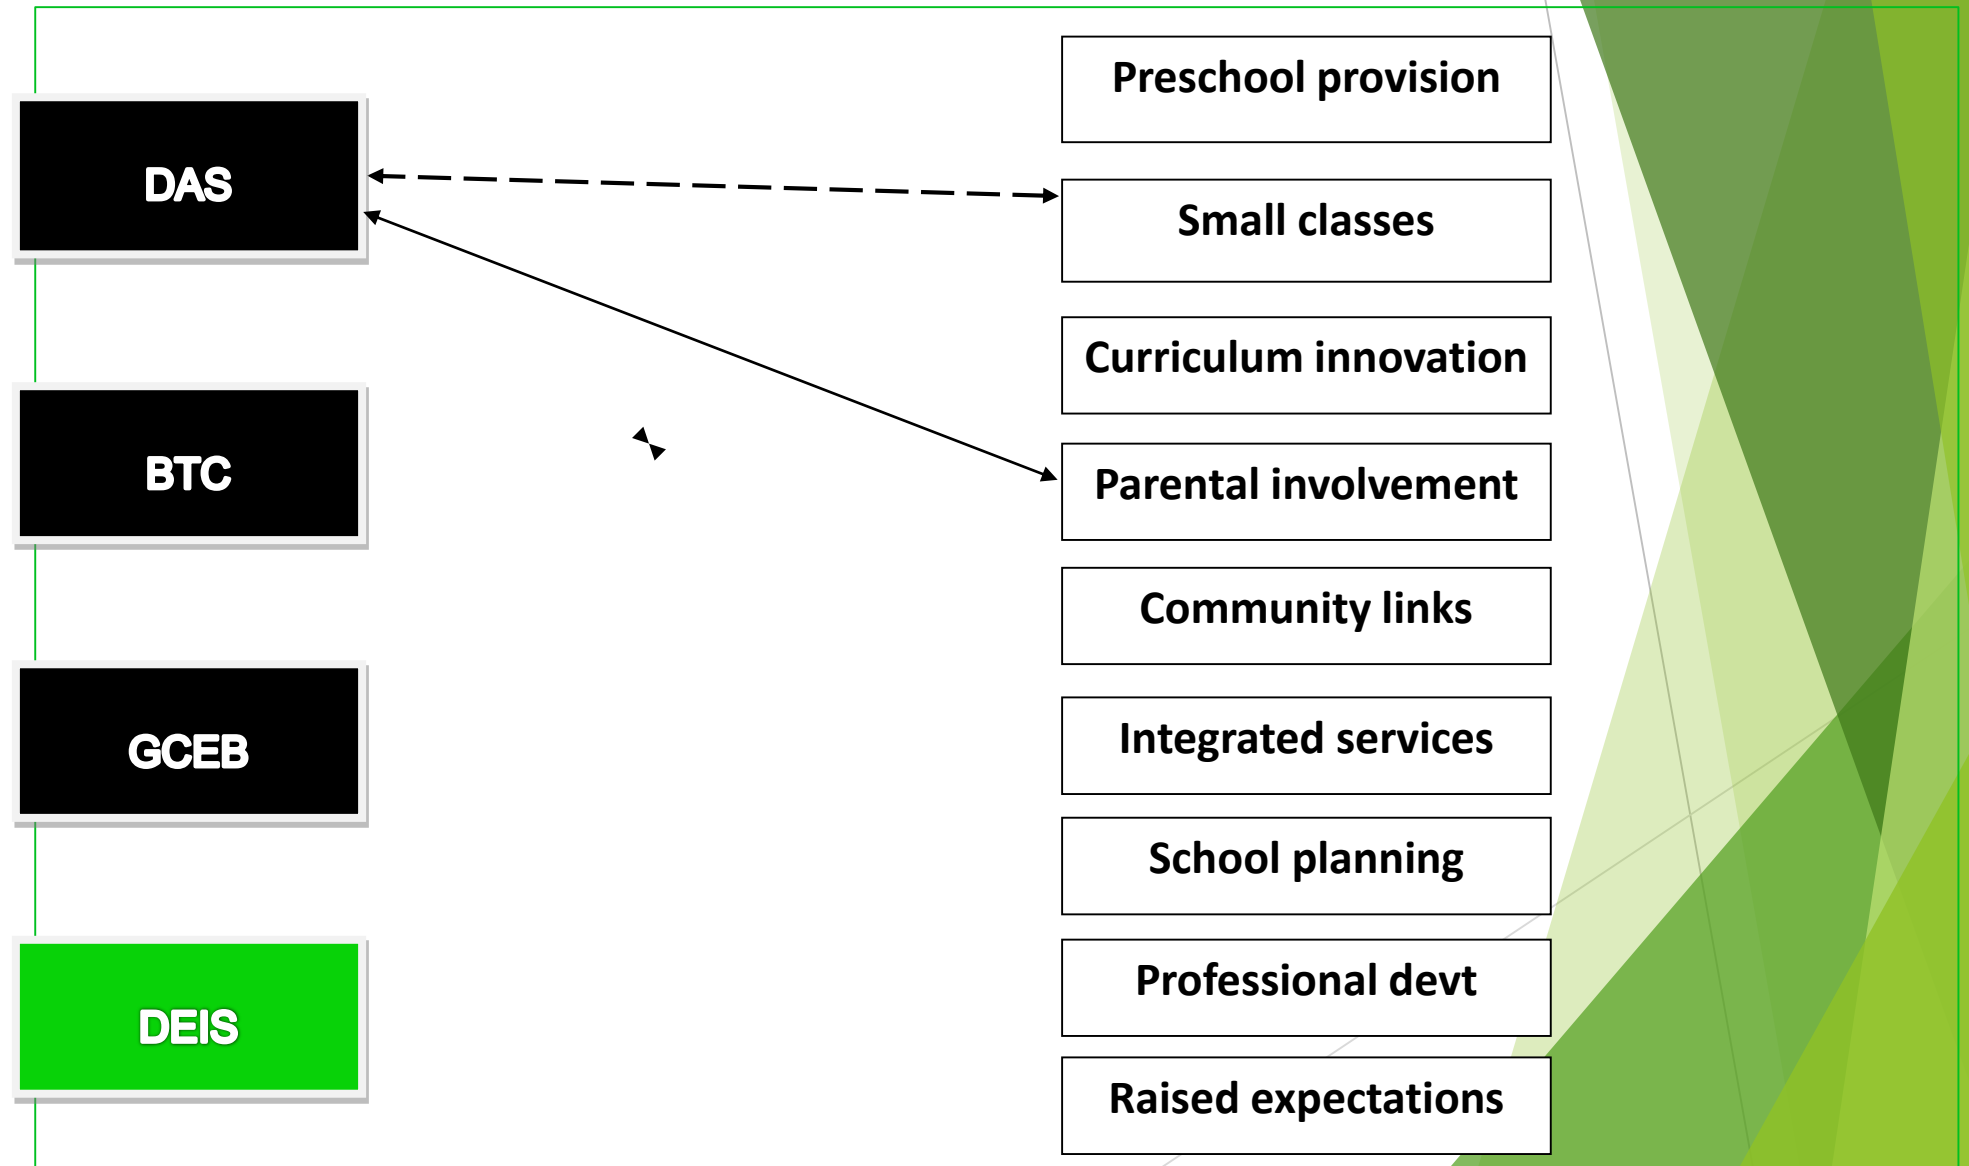 DAS
BTC
GCEB
DEIS
Preschool provision
Small classes
Curriculum innovation
Parental involvement
Community links
Integrated services
School planning
Professional devt
Raised expectations